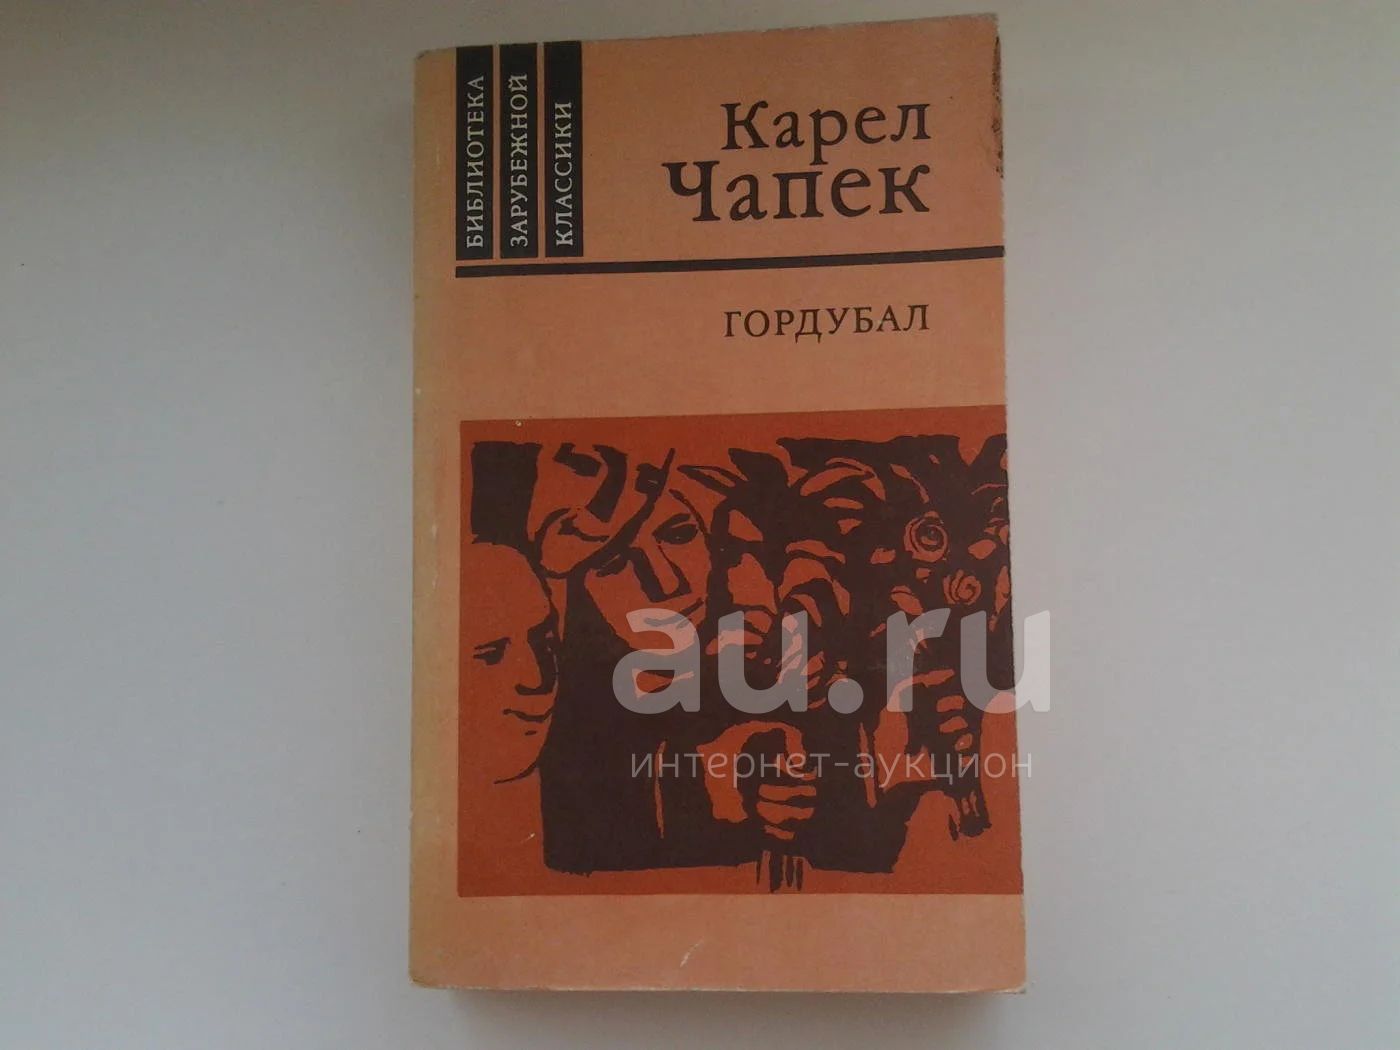 БИБЛИОТЕКА
ЗАРУБЕЖНОЙ
КЛАССИКИ
Карел
Чапек
ГОРДУБАЛ
au.ru
интернет-аукцион